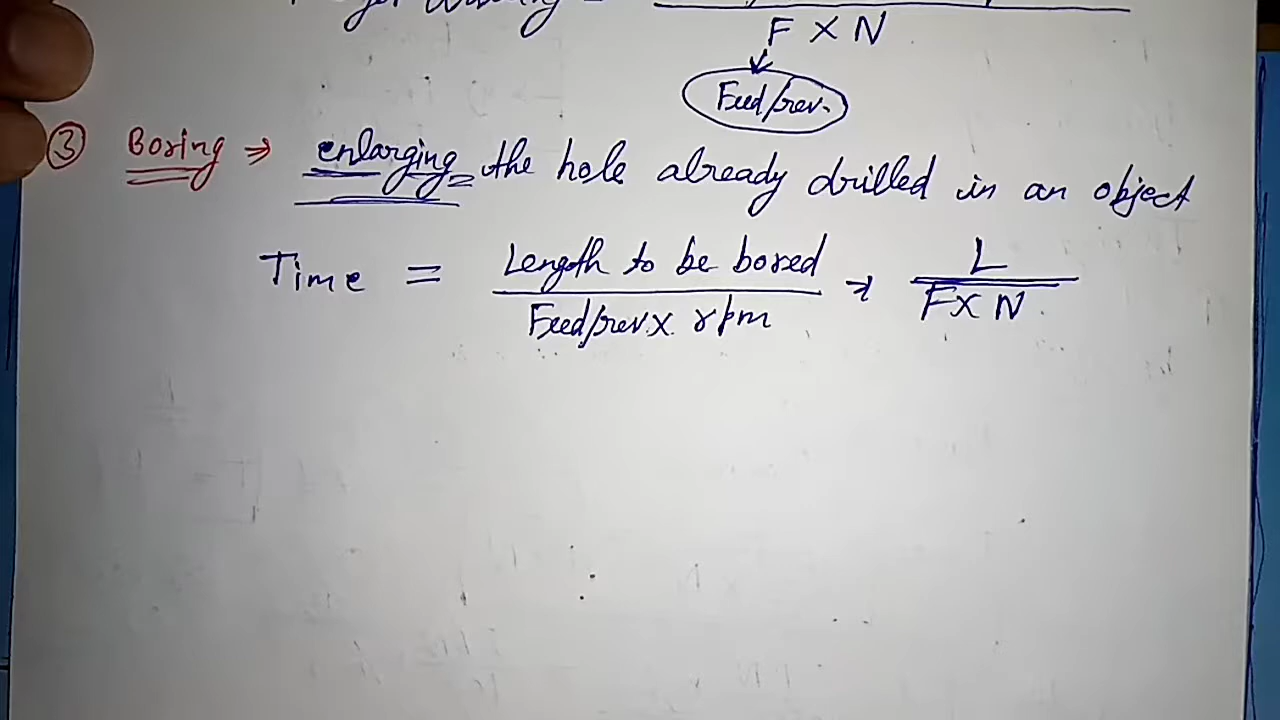 F X N
Feed/rev.
③ Boring ⇒ enlarging the hole already drilled in an object
Time = Length to be bored / Feed/rev. X rpm → L / F X N